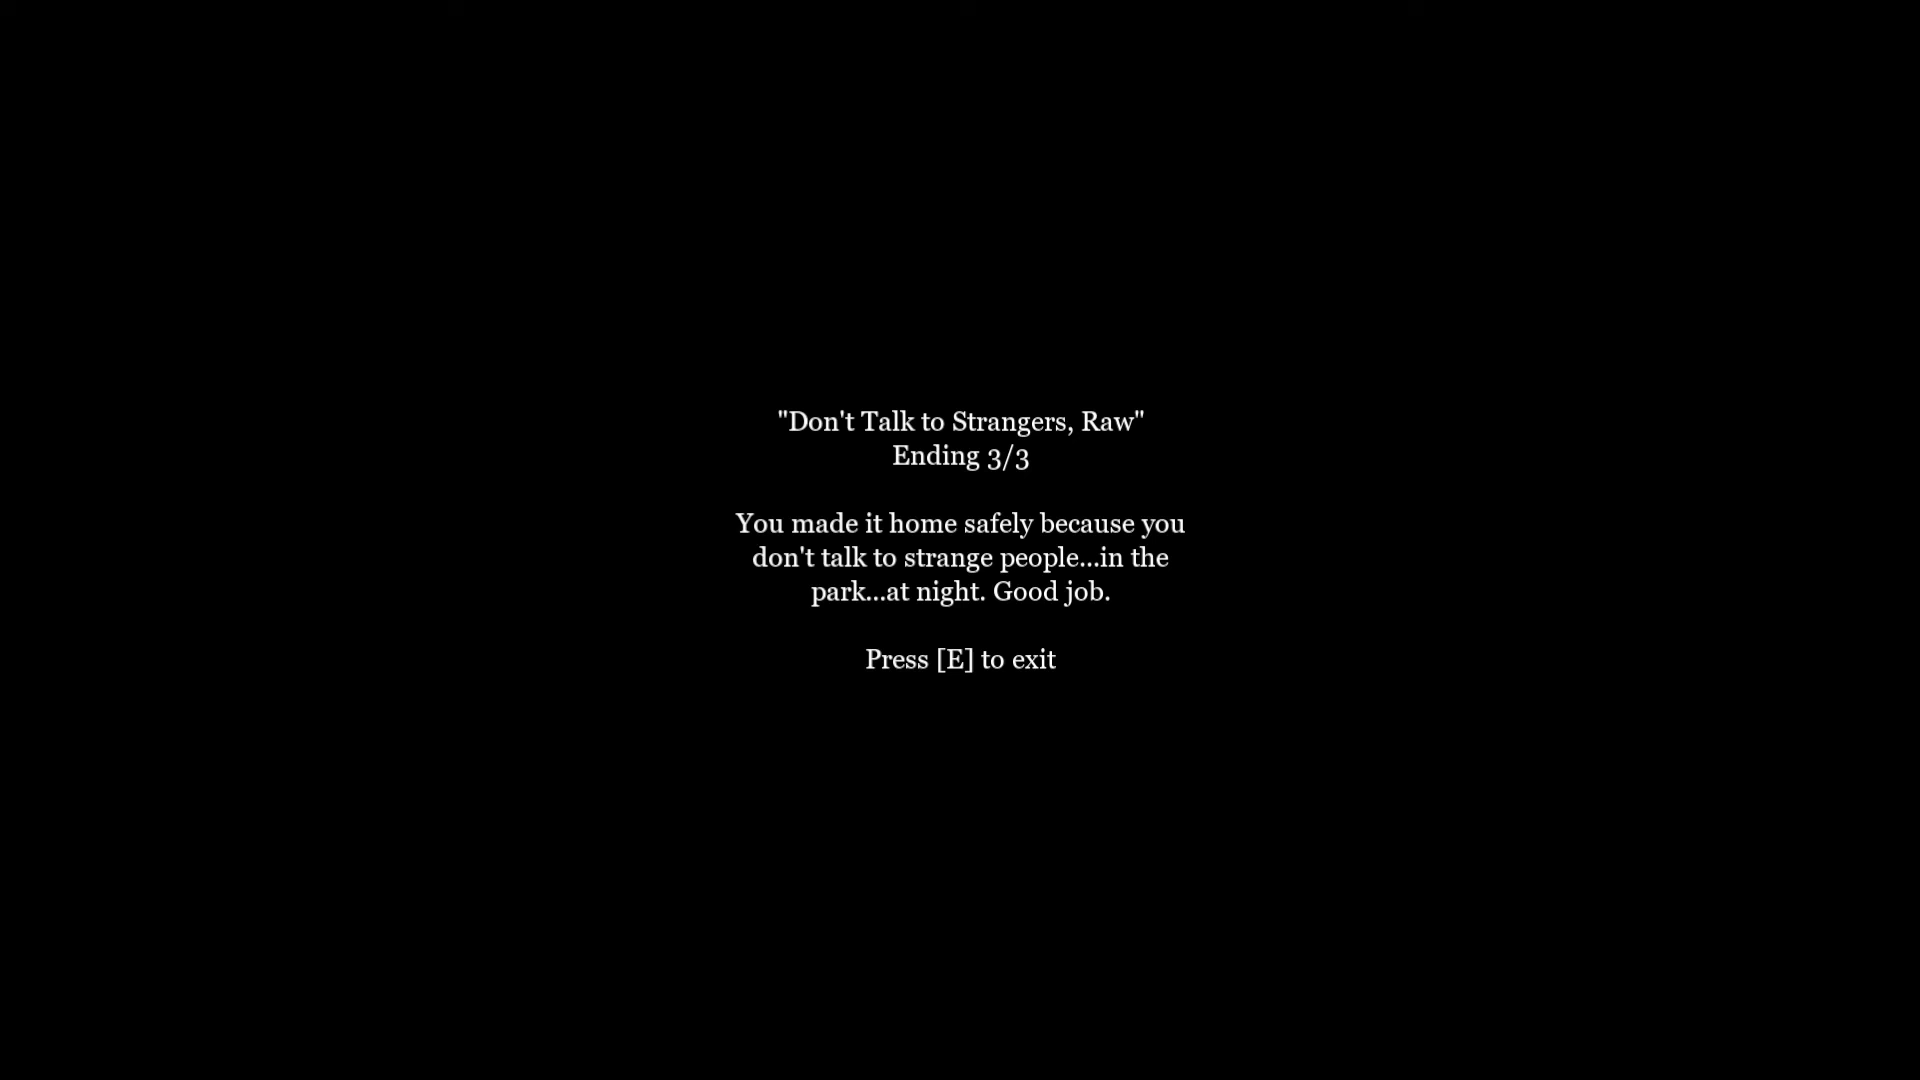 "Don't Talk to Strangers, Raw"
Ending 3/3
You made it home safely because you
don't talk to strange people...in the
park...at night. Good job.
Press [E] to exit